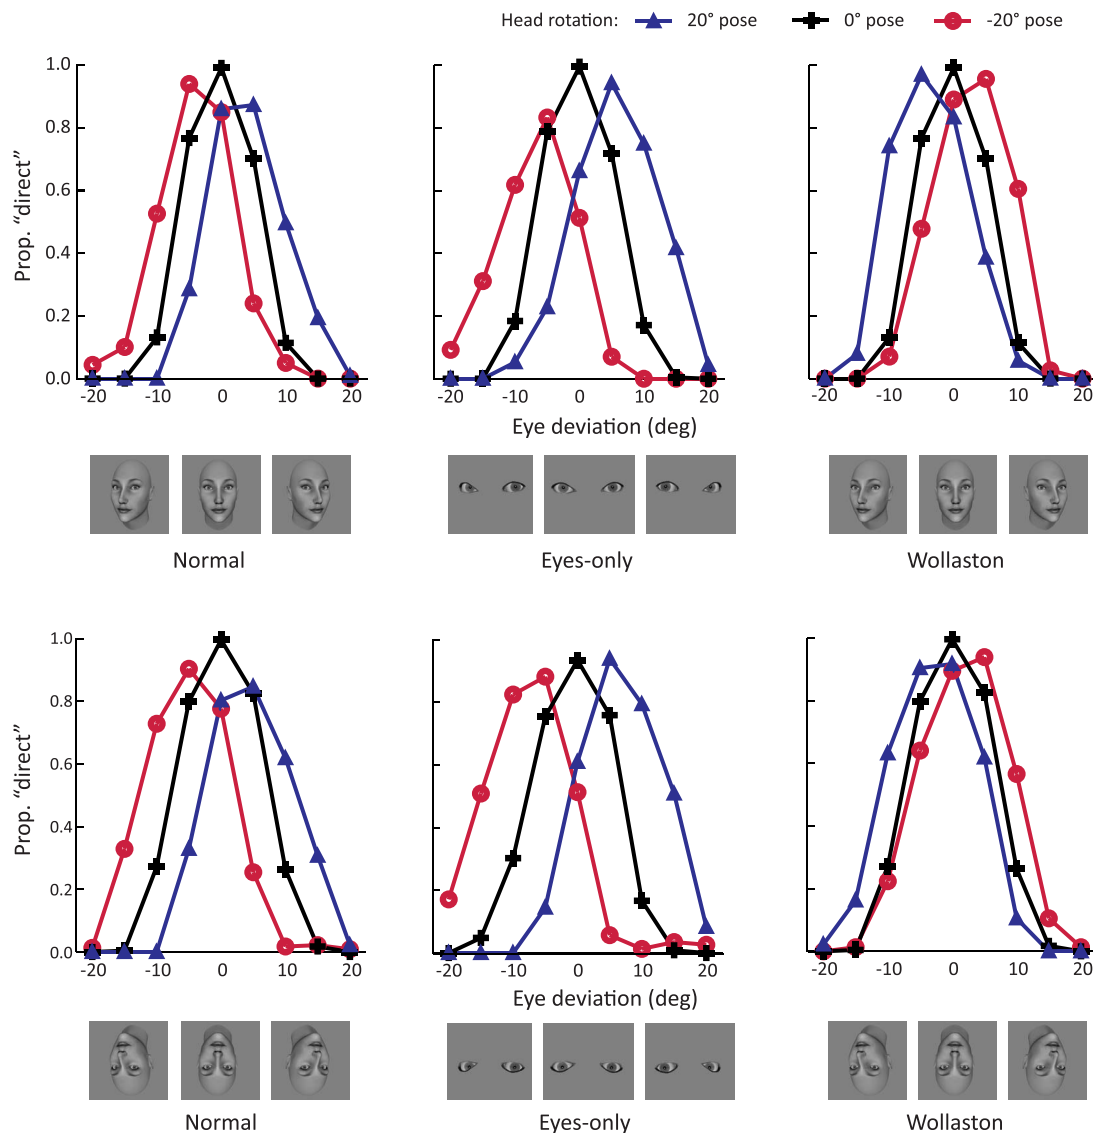 Head rotation: 20° pose 0° pose -20° pose
Prop. “direct”
1.0
0.8
0.6
0.4
0.2
0.0
-20 -10 0 10 20
-20 -10 0 10 20
-20 -10 0 10 20
Eye deviation (deg)
Normal Eyes-only Wollaston
Prop. “direct”
1.0
0.8
0.6
0.4
0.2
0.0
-20 -10 0 10 20
-20 -10 0 10 20
-20 -10 0 10 20
Eye deviation (deg)
Normal Eyes-only Wollaston